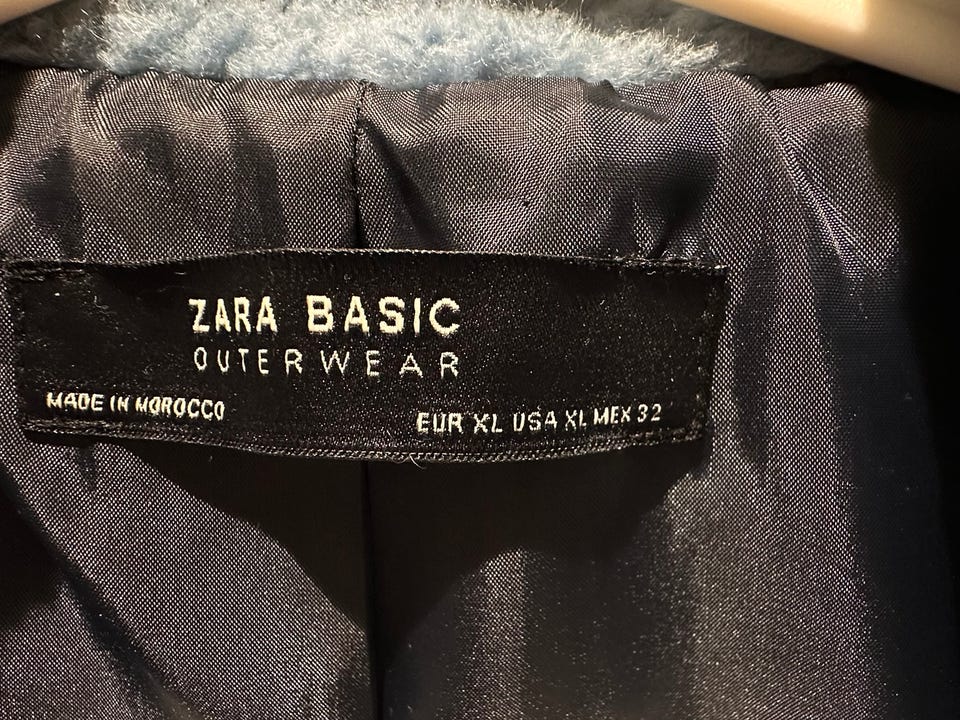 ZARA BASIC
OUTERWEAR
MADE IN MOROCCO
EUR XL USA XL MEX 32